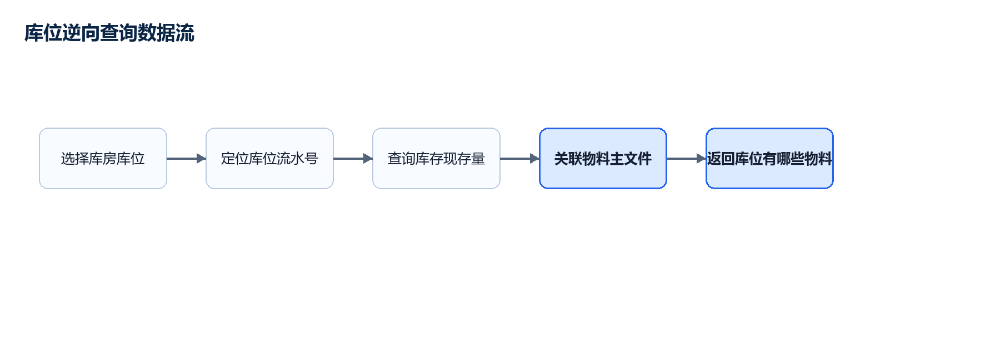 库位逆向查询数据流
选择库房库位
定位库位流水号
查询库存现存量
关联物料主文件
返回库位有哪些物料